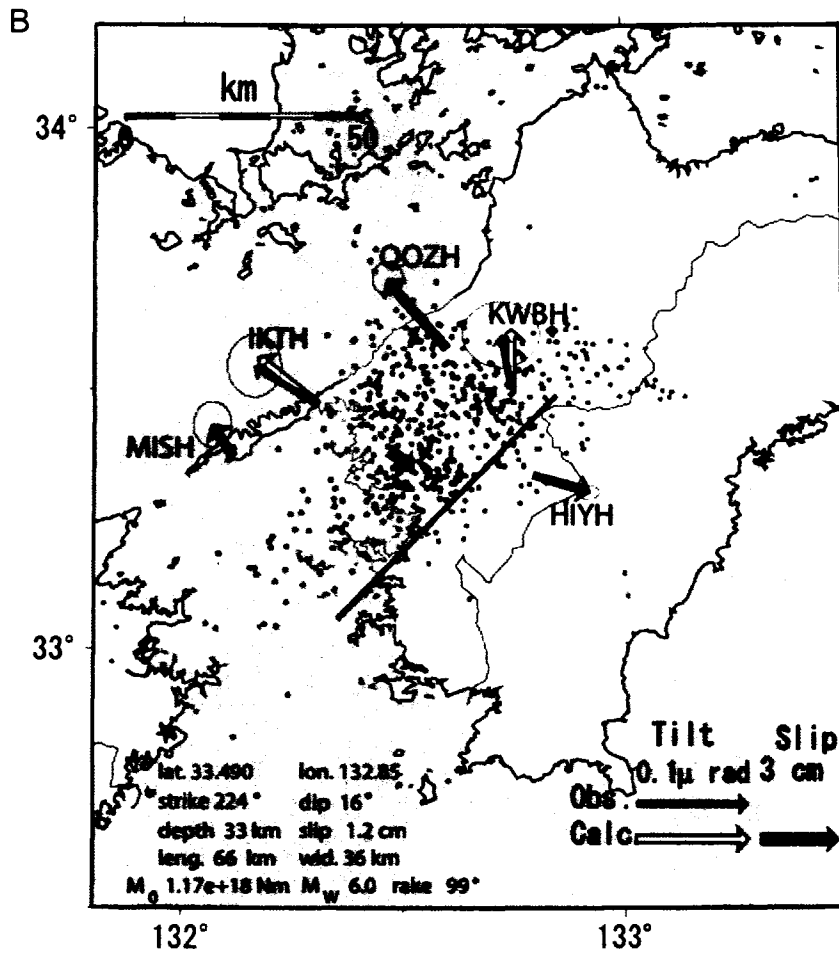 B
km
34°
0 50
OOZH
KWBH
IKTH
MISH
HIYH
33°
Tilt Slip
0.1μ rad 3 cm
Obs.
Calc
lat. 33.490 lon. 132.85
strike 224° dip 16°
depth 33 km slip 1.2 cm
leng. 66 km wid. 36 km
M0 1.17e+18 Nm MW 6.0 rake 99°
132° 133°